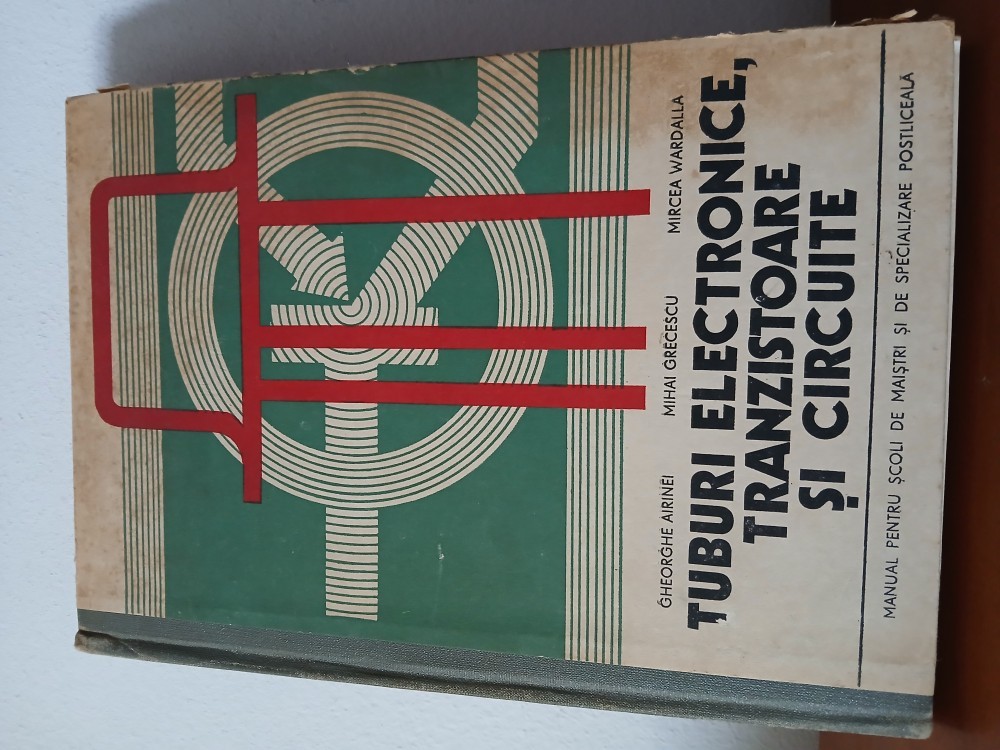 GHEORGHE AIRINEI MIHAI GRECESCU MIRCEA WARDALLA
TUBURI ELECTRONICE,
TRANZISTOARE
ȘI CIRCUITE
MANUAL PENTRU ȘCOLI DE MAIȘTRI ȘI DE SPECIALIZARE POSTLICEALĂ